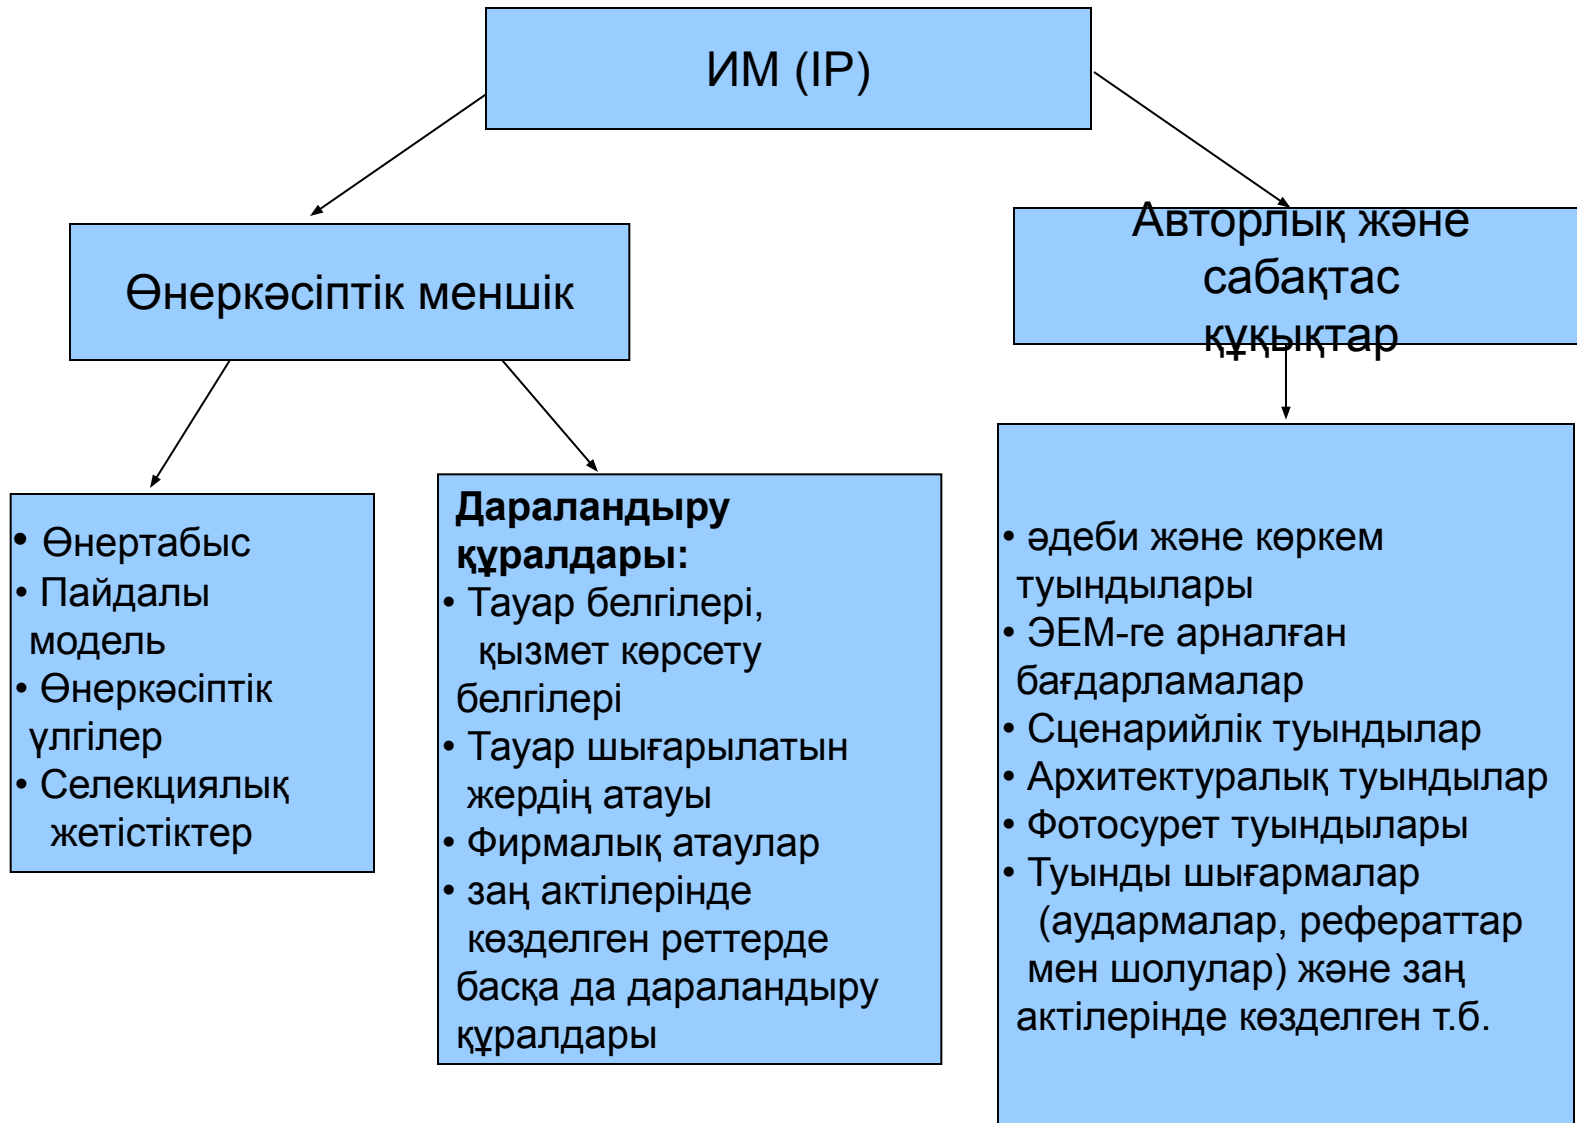 ИМ (IP)
Өнеркәсіптік меншік
Авторлық және
сабақтас
құқықтар
• Өнертабыс
• Пайдалы
модель
• Өнеркәсіптік
үлгілер
• Селекциялық
жетістіктер
Дараландыру
құралдары:
• Тауар белгілері,
қызмет көрсету
белгілері
• Тауар шығарылатын
жердің атауы
• Фирмалық атаулар
• заң актілерінде
көзделген реттерде
басқа да дараландыру
құралдары
• әдеби және көркем
туындылары
• ЭЕМ-ге арналған
бағдарламалар
• Сценарийлік туындылар
• Архитектуралық туындылар
• Фотосурет туындылары
• Туынды шығармалар
(аудармалар, рефераттар
мен шолулар) және заң
актілерінде көзделген т.б.